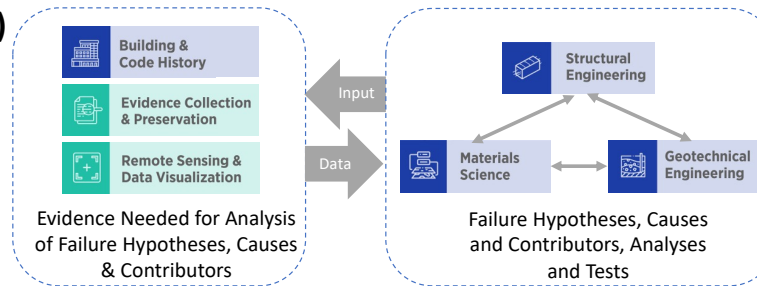 )
Building &
Code History
Evidence Collection
& Preservation
Remote Sensing &
Data Visualization
Evidence Needed for Analysis
of Failure Hypotheses, Causes
& Contributors
Input
Data
Structural
Engineering
Materials
Science
Geotechnical
Engineering
Failure Hypotheses, Causes
and Contributors, Analyses
and Tests